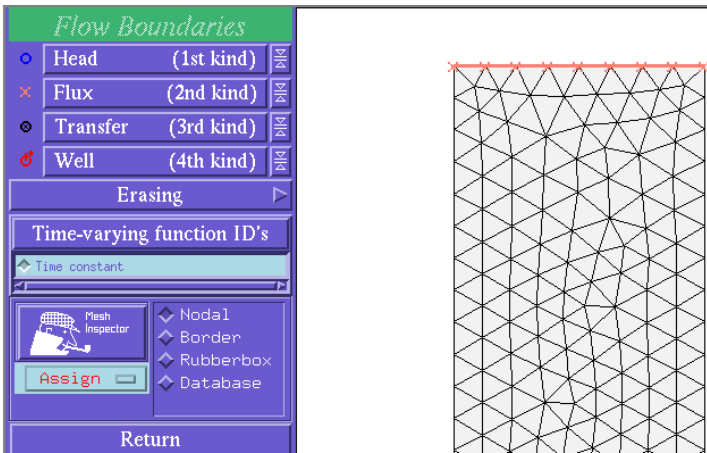 Flow Boundaries
Head (1st kind)
Flux (2nd kind)
Transfer (3rd kind)
Well (4th kind)
Erasing
Time-varying function ID's
Time constant
Mesh
Inspector
Assign
Nodal
Border
Rubberbox
Database
Return